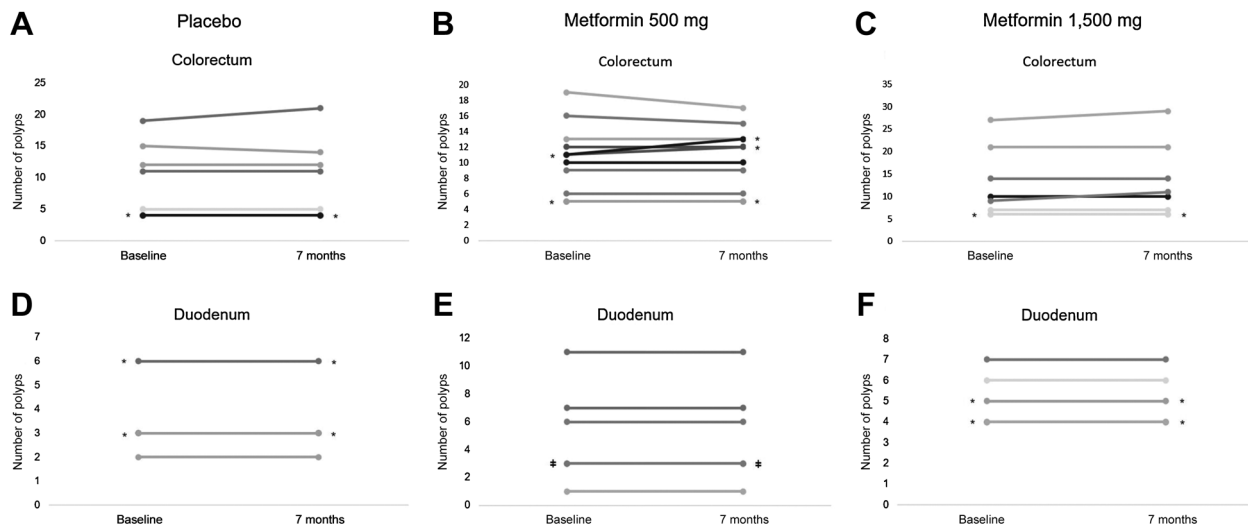 A
Placebo
Colorectum
Number of polyps
25
20
15
10
5
0
*
*
Baseline
7 months
B
Metformin 500 mg
Colorectum
Number of polyps
20
18
16
14
12
10
8
6
4
2
0
*
*
*
*
*
Baseline
7 months
C
Metformin 1,500 mg
Colorectum
Number of polyps
35
30
25
20
15
10
5
0
*
*
Baseline
7 months
D
Duodenum
Number of polyps
7
6
5
4
3
2
1
0
*
*
*
*
Baseline
7 months
E
Duodenum
Number of polyps
12
10
8
6
4
2
0
ǂ
ǂ
Baseline
7 months
F
Duodenum
Number of polyps
8
7
6
5
4
3
2
1
0
*
*
*
*
Baseline
7 months